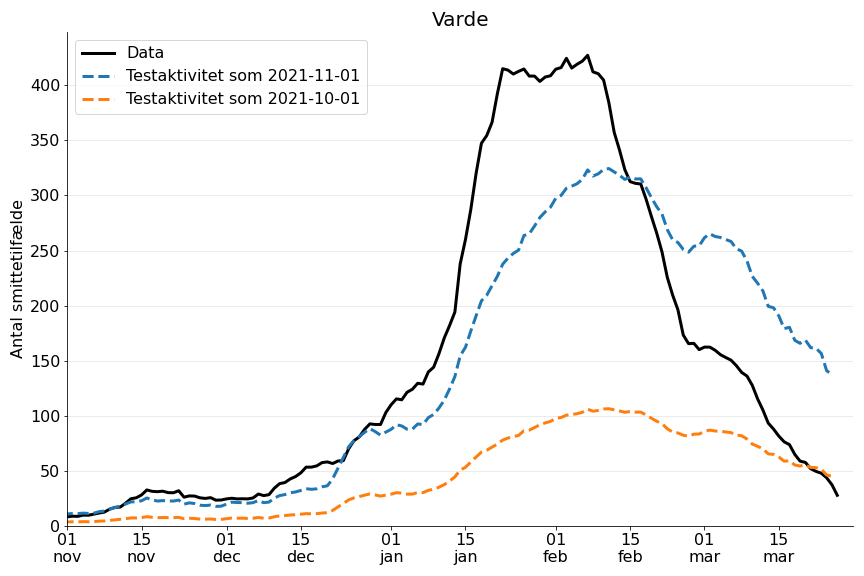 Varde
Data
Testaktivitet som 2021-11-01
Testaktivitet som 2021-10-01
Antal smittetilfælde
400
350
300
250
200
150
100
50
0
01 15 01 15 01 15 01 15 01 15
nov nov dec dec jan jan feb feb mar mar